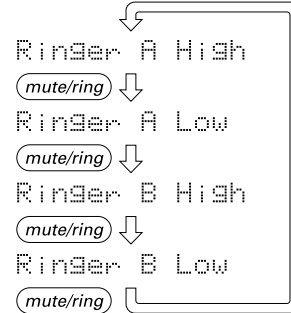 Ringer A High
mute/ring
Ringer A Low
mute/ring
Ringer B High
mute/ring
Ringer B Low
mute/ring